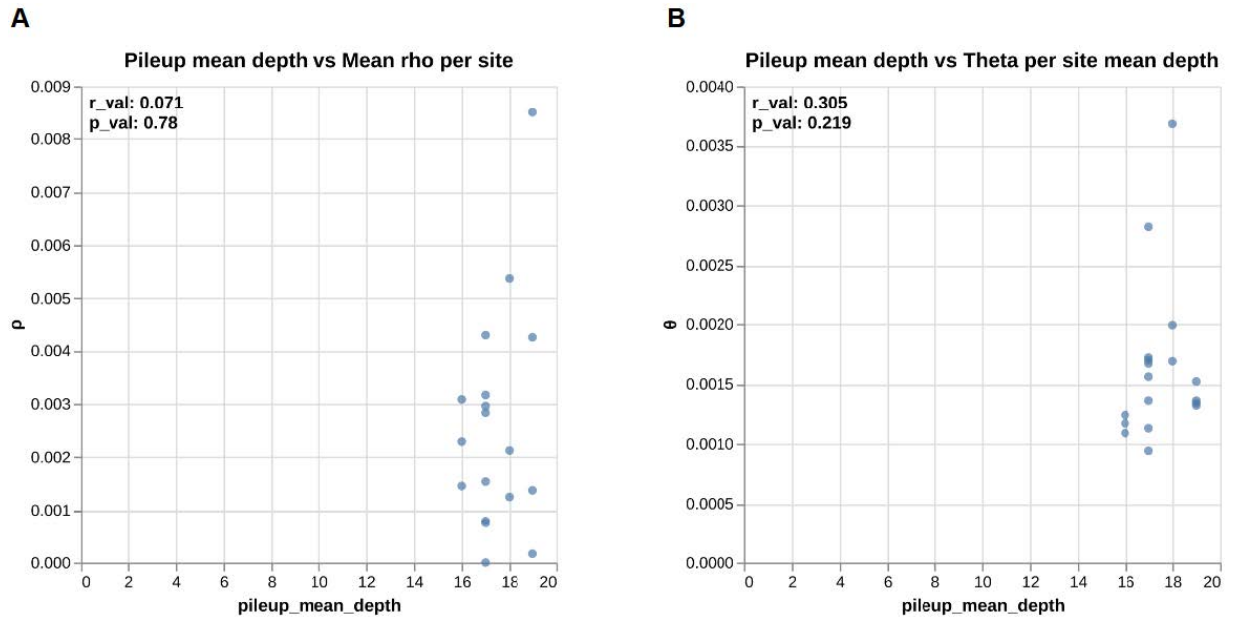 A
Pileup mean depth vs Mean rho per site
r_val: 0.071
p_val: 0.78
0.009
0.008
0.007
0.006
0.005
0.004
0.003
0.002
0.001
0.000
ρ
0 2 4 6 8 10 12 14 16 18 20
pileup_mean_depth
B
Pileup mean depth vs Theta per site mean depth
r_val: 0.305
p_val: 0.219
0.0040
0.0035
0.0030
0.0025
0.0020
0.0015
0.0010
0.0005
0.0000
θ
0 2 4 6 8 10 12 14 16 18 20
pileup_mean_depth